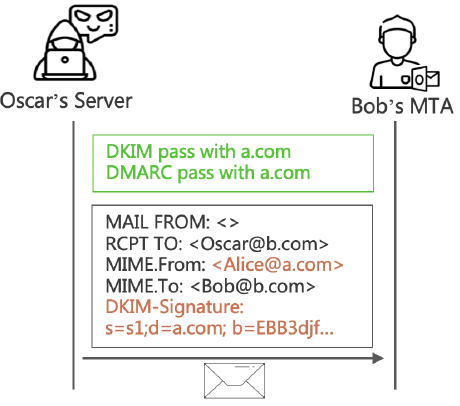 Oscar's Server
Bob's MTA
DKIM pass with a.com
DMARC pass with a.com
MAIL FROM: <>
RCPT TO: <Oscar@b.com>
MIME.From: <Alice@a.com>
MIME.To: <Bob@b.com>
DKIM-Signature:
s=s1;d=a.com; b=EBB3djf...